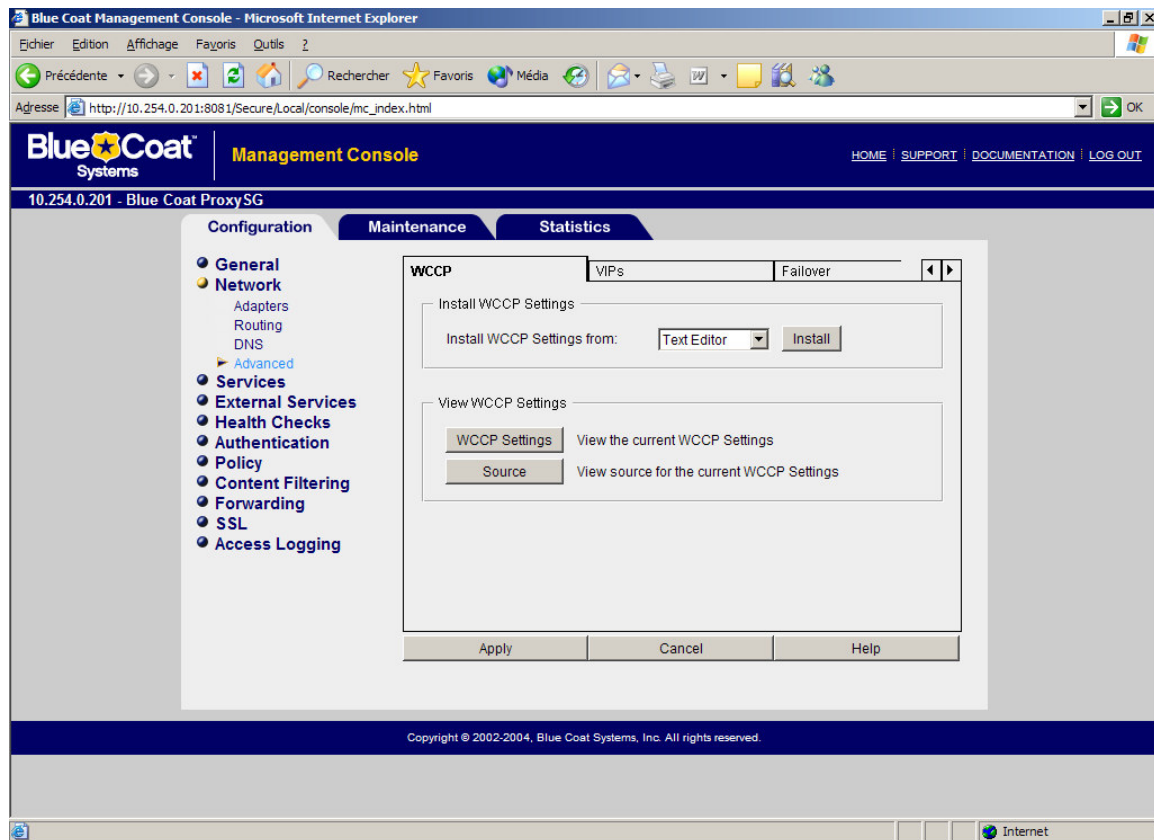 Blue Coat Management Console - Microsoft Internet Explorer
Fichier Edition Affichage Favoris Outils ?
Précédente Rechercher Favoris Média
Adresse http://10.254.0.201:8081/Secure/Local/console/mc_index.html OK
Blue Coat™ Systems Management Console HOME SUPPORT DOCUMENTATION LOG OUT
10.254.0.201 - Blue Coat ProxySG
Configuration Maintenance Statistics
General
Network
Adapters
Routing
DNS
Advanced
Services
External Services
Health Checks
Authentication
Policy
Content Filtering
Forwarding
SSL
Access Logging
WCCP VIPs Failover
Install WCCP Settings
Install WCCP Settings from: Text Editor Install
View WCCP Settings
WCCP Settings View the current WCCP Settings
Source View source for the current WCCP Settings
Apply Cancel Help
Copyright © 2002-2004, Blue Coat Systems, Inc. All rights reserved.
Internet